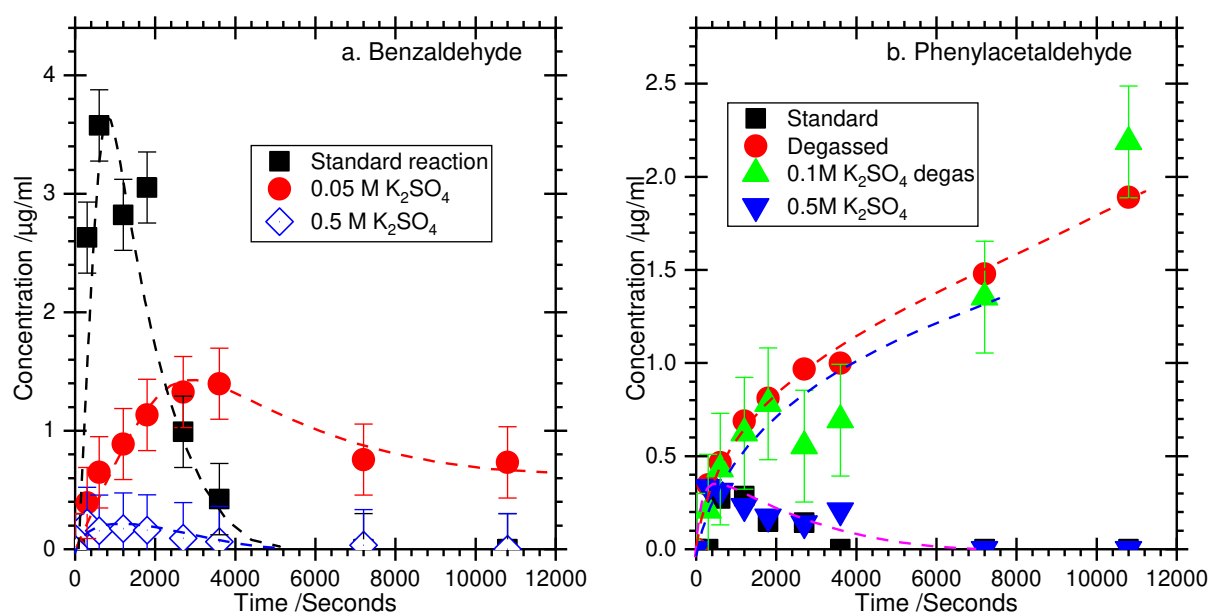 a. Benzaldehyde
Standard reaction
0.05 M K₂SO₄
0.5 M K₂SO₄
Concentration /µg/ml
4
3
2
1
0
0 2000 4000 6000 8000 10000 12000
Time /Seconds
b. Phenylacetaldehyde
Standard
Degassed
0.1M K₂SO₄ degas
0.5M K₂SO₄
Concentration /µg/ml
2.5
2.0
1.5
1.0
0.5
0.0
0 2000 4000 6000 8000 10000 12000
Time /Seconds